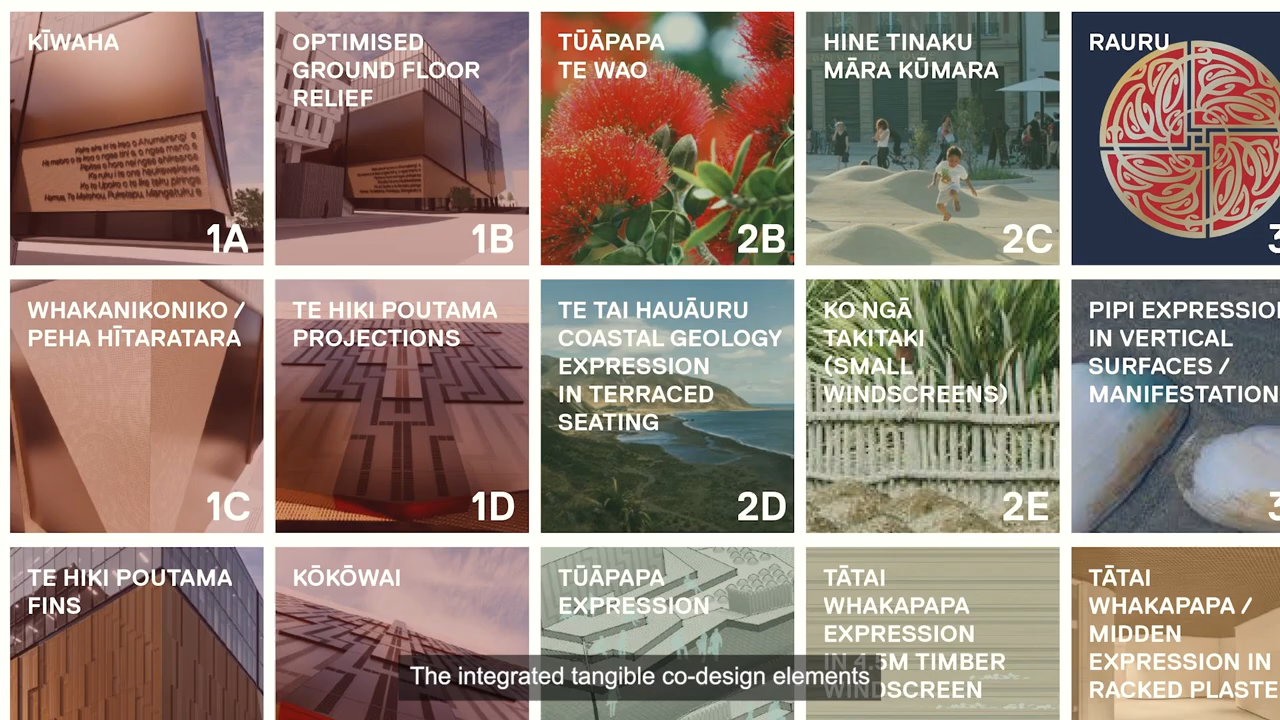 KĪWAHA
1A
OPTIMISED
GROUND FLOOR
RELIEF
1B
TŪĀPAPA
TE WAO
2B
HINE TINAKU
MĀRA KŪMARA
2C
RAURU
WHAKANIKONIKO /
PEHA HĪTARATARA
1C
TE HIKI POUTAMA
PROJECTIONS
1D
TE TAI HAUĀURU
COASTAL GEOLOGY
EXPRESSION
IN TERRACED
SEATING
2D
KO NGĀ
TAKITAKI
(SMALL
WINDSCREENS)
2E
PIPI EXPRESSION
IN VERTICAL
SURFACES /
MANIFESTATION
TE HIKI POUTAMA
FINS
KŌKŌWAI
TŪĀPAPA
EXPRESSION
TĀTAI
WHAKAPAPA
EXPRESSION
IN 4.5M TIMBER
WINDSCREEN
TĀTAI
WHAKAPAPA /
MIDDEN
EXPRESSION IN
RACKED PLASTE
The integrated tangible co-design elements